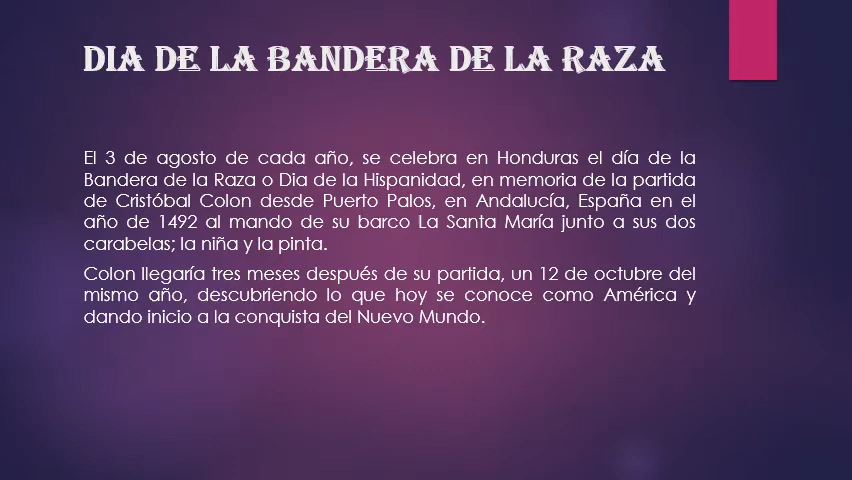 DIA DE LA BANDERA DE LA RAZA
El 3 de agosto de cada año, se celebra en Honduras el día de la
Bandera de la Raza o Dia de la Hispanidad, en memoria de la partida
de Cristóbal Colon desde Puerto Palos, en Andalucía, España en el
año de 1492 al mando de su barco La Santa María junto a sus dos
carabelas; la niña y la pinta.
Colon llegaría tres meses después de su partida, un 12 de octubre del
mismo año, descubriendo lo que hoy se conoce como América y
dando inicio a la conquista del Nuevo Mundo.